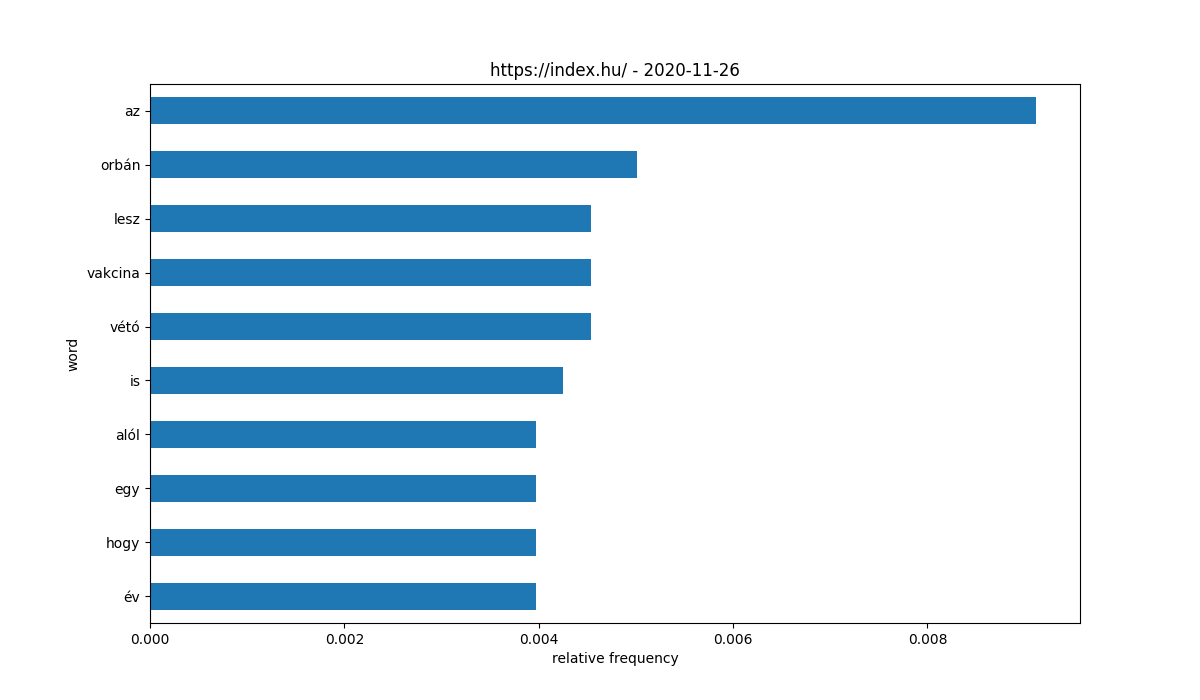 https://index.hu/ - 2020-11-26
az
orbán
lesz
vakcina
vétó
is
alól
egy
hogy
év
word
0.000 0.002 0.004 0.006 0.008
relative frequency